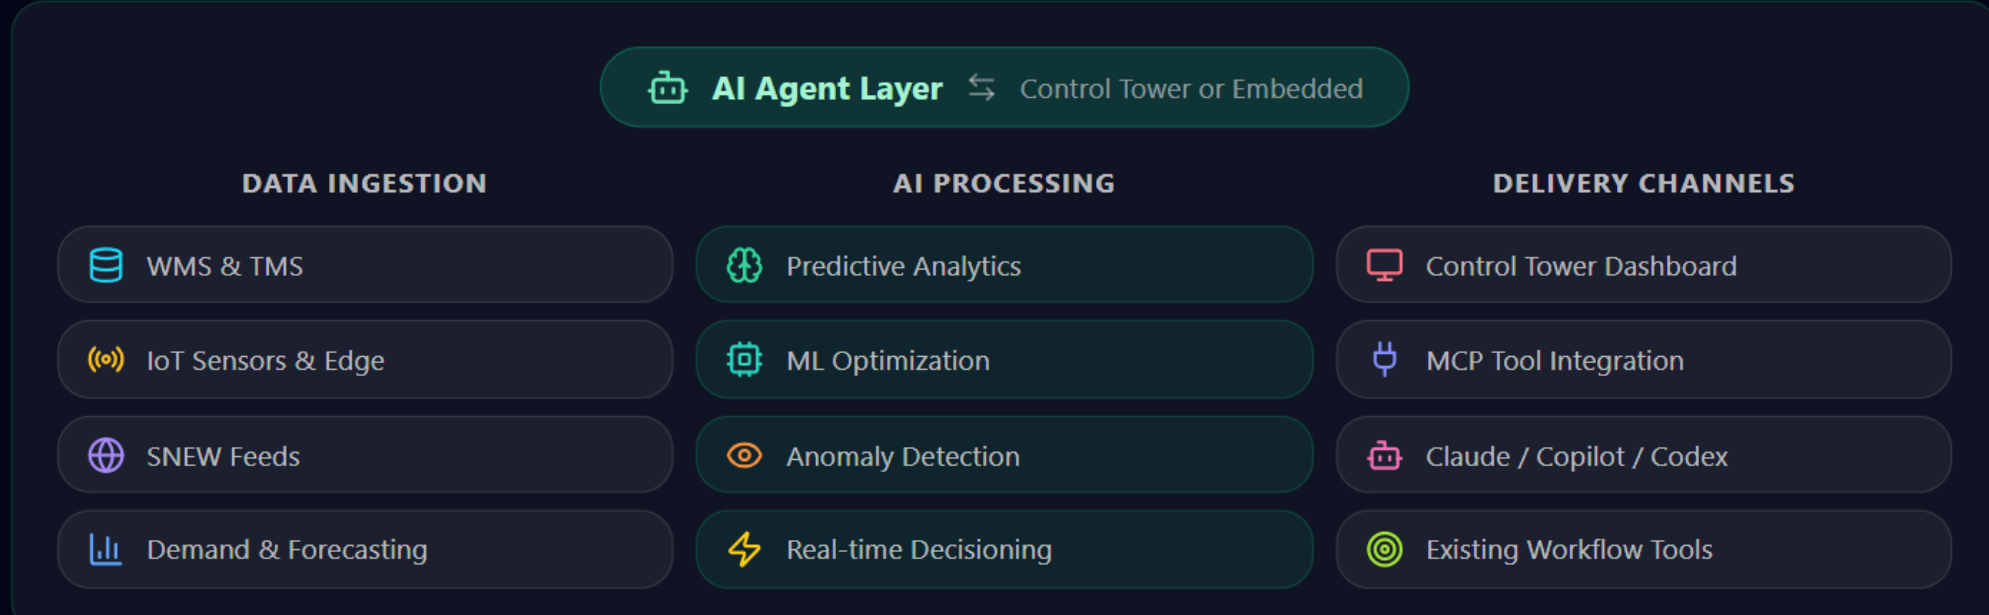 AI Agent Layer ⇆ Control Tower or Embedded
DATA INGESTION
WMS & TMS
IoT Sensors & Edge
SNEW Feeds
Demand & Forecasting
AI PROCESSING
Predictive Analytics
ML Optimization
Anomaly Detection
Real-time Decisioning
DELIVERY CHANNELS
Control Tower Dashboard
MCP Tool Integration
Claude / Copilot / Codex
Existing Workflow Tools